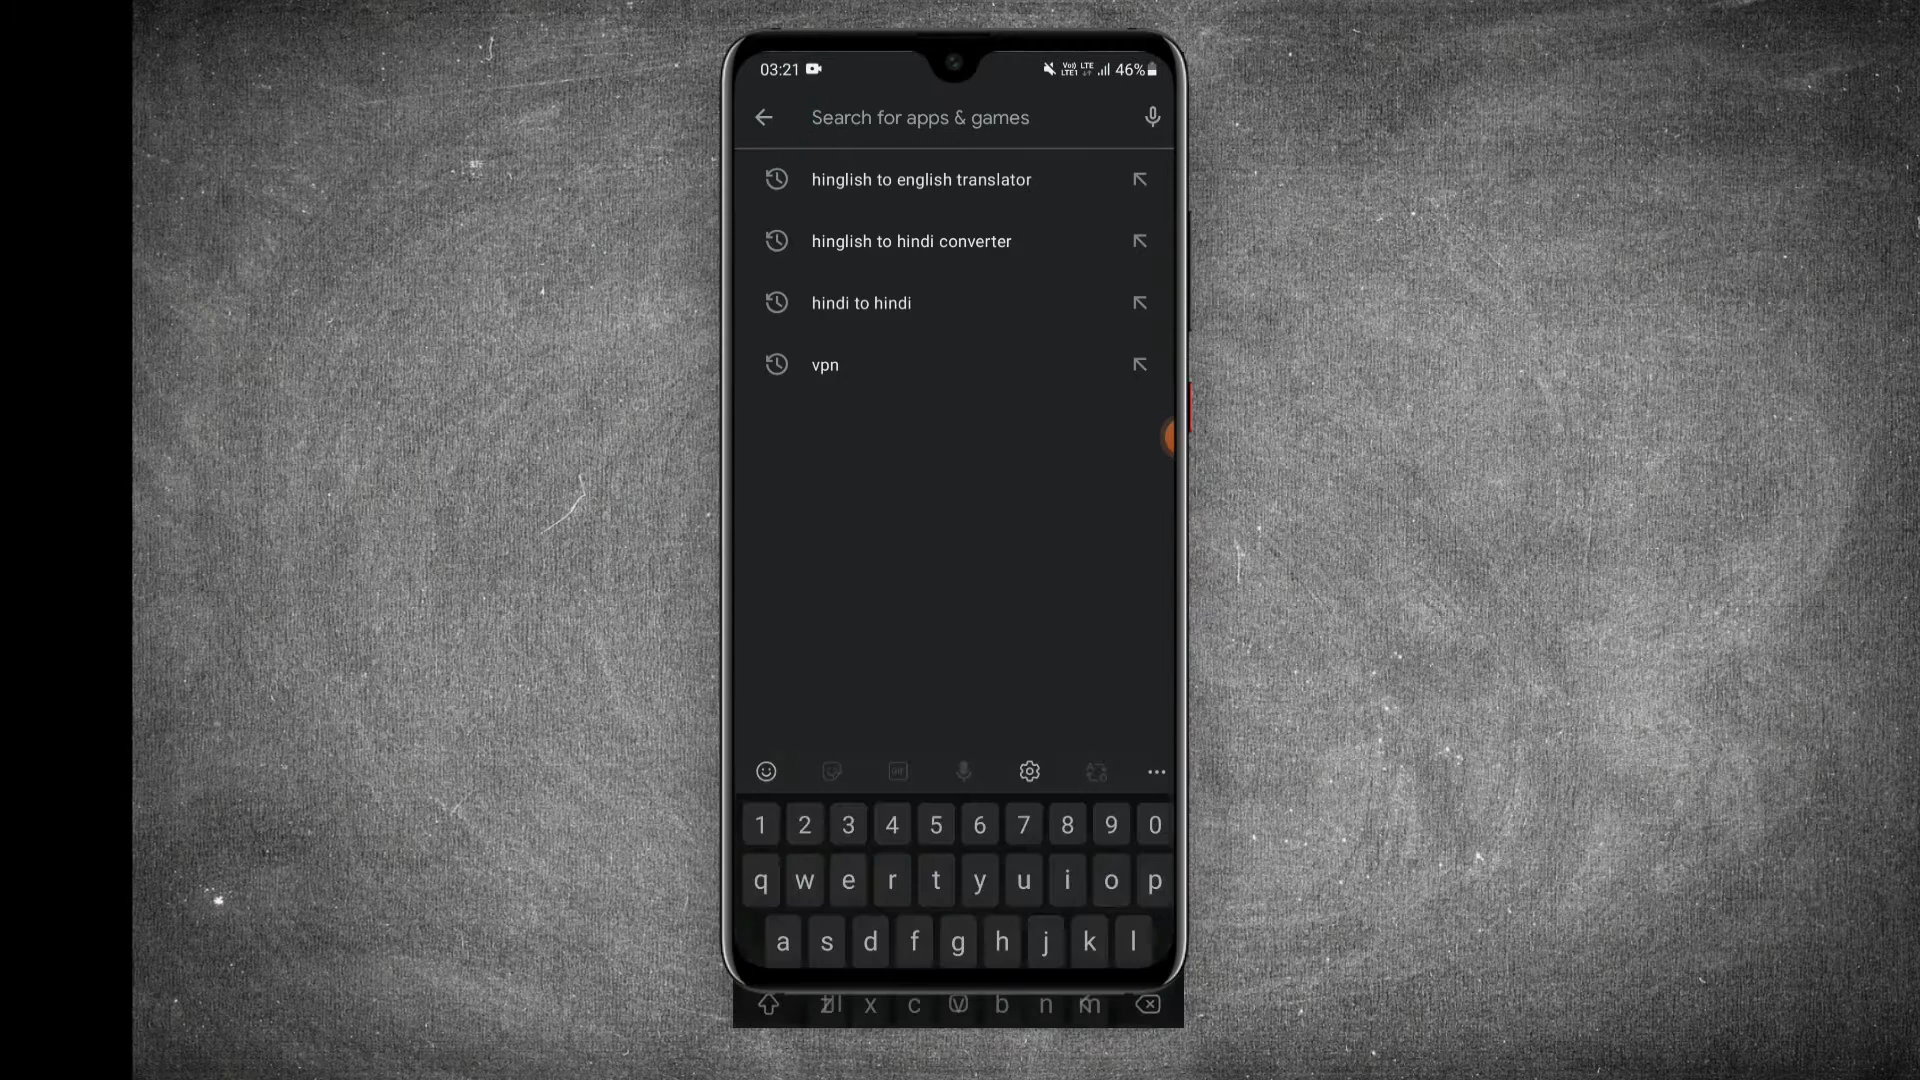 03:21 46%
Search for apps & games
hinglish to english translator
hinglish to hindi converter
hindi to hindi
vpn
1 2 3 4 5 6 7 8 9 0
q w e r t y u i o p
a s d f g h j k l
x c v b n m